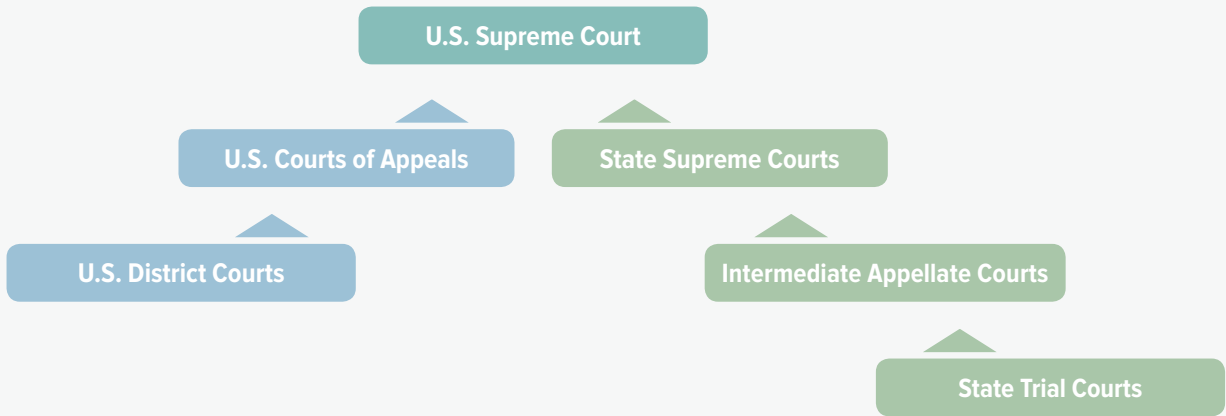 U.S. Supreme Court
U.S. Courts of Appeals
State Supreme Courts
U.S. District Courts
Intermediate Appellate Courts
State Trial Courts